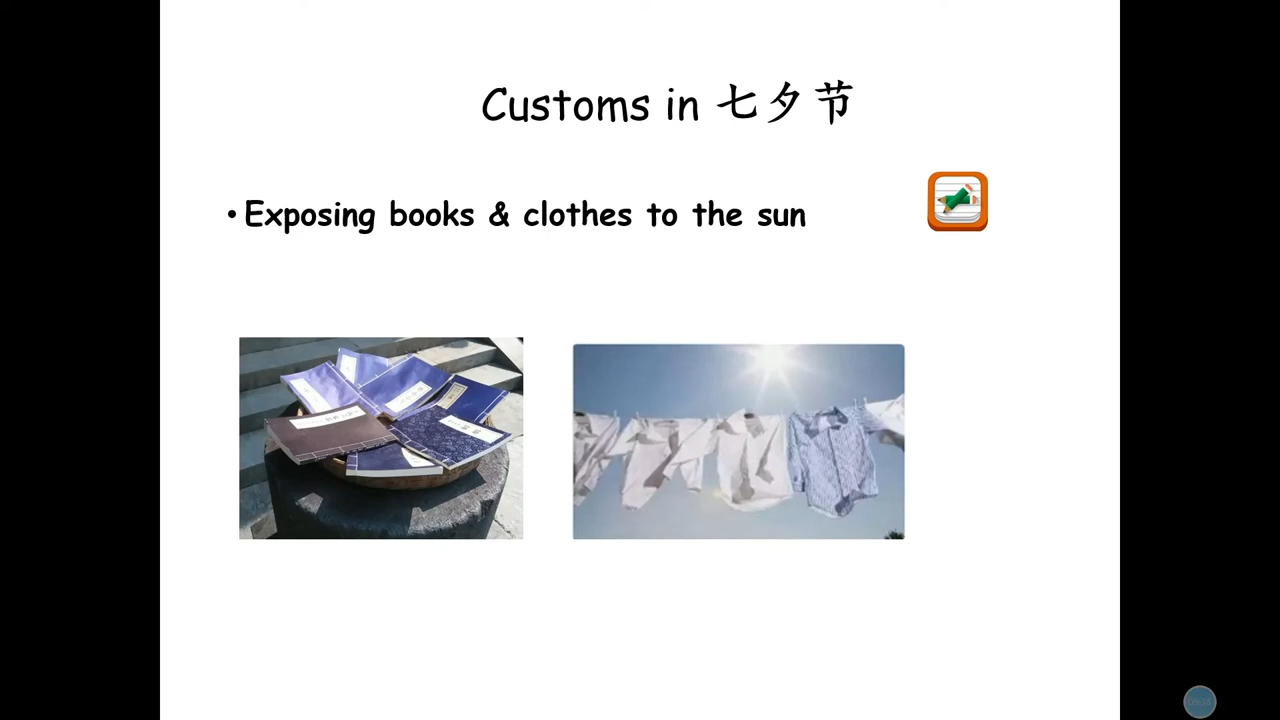 Customs in 七夕节
• Exposing books & clothes to the sun